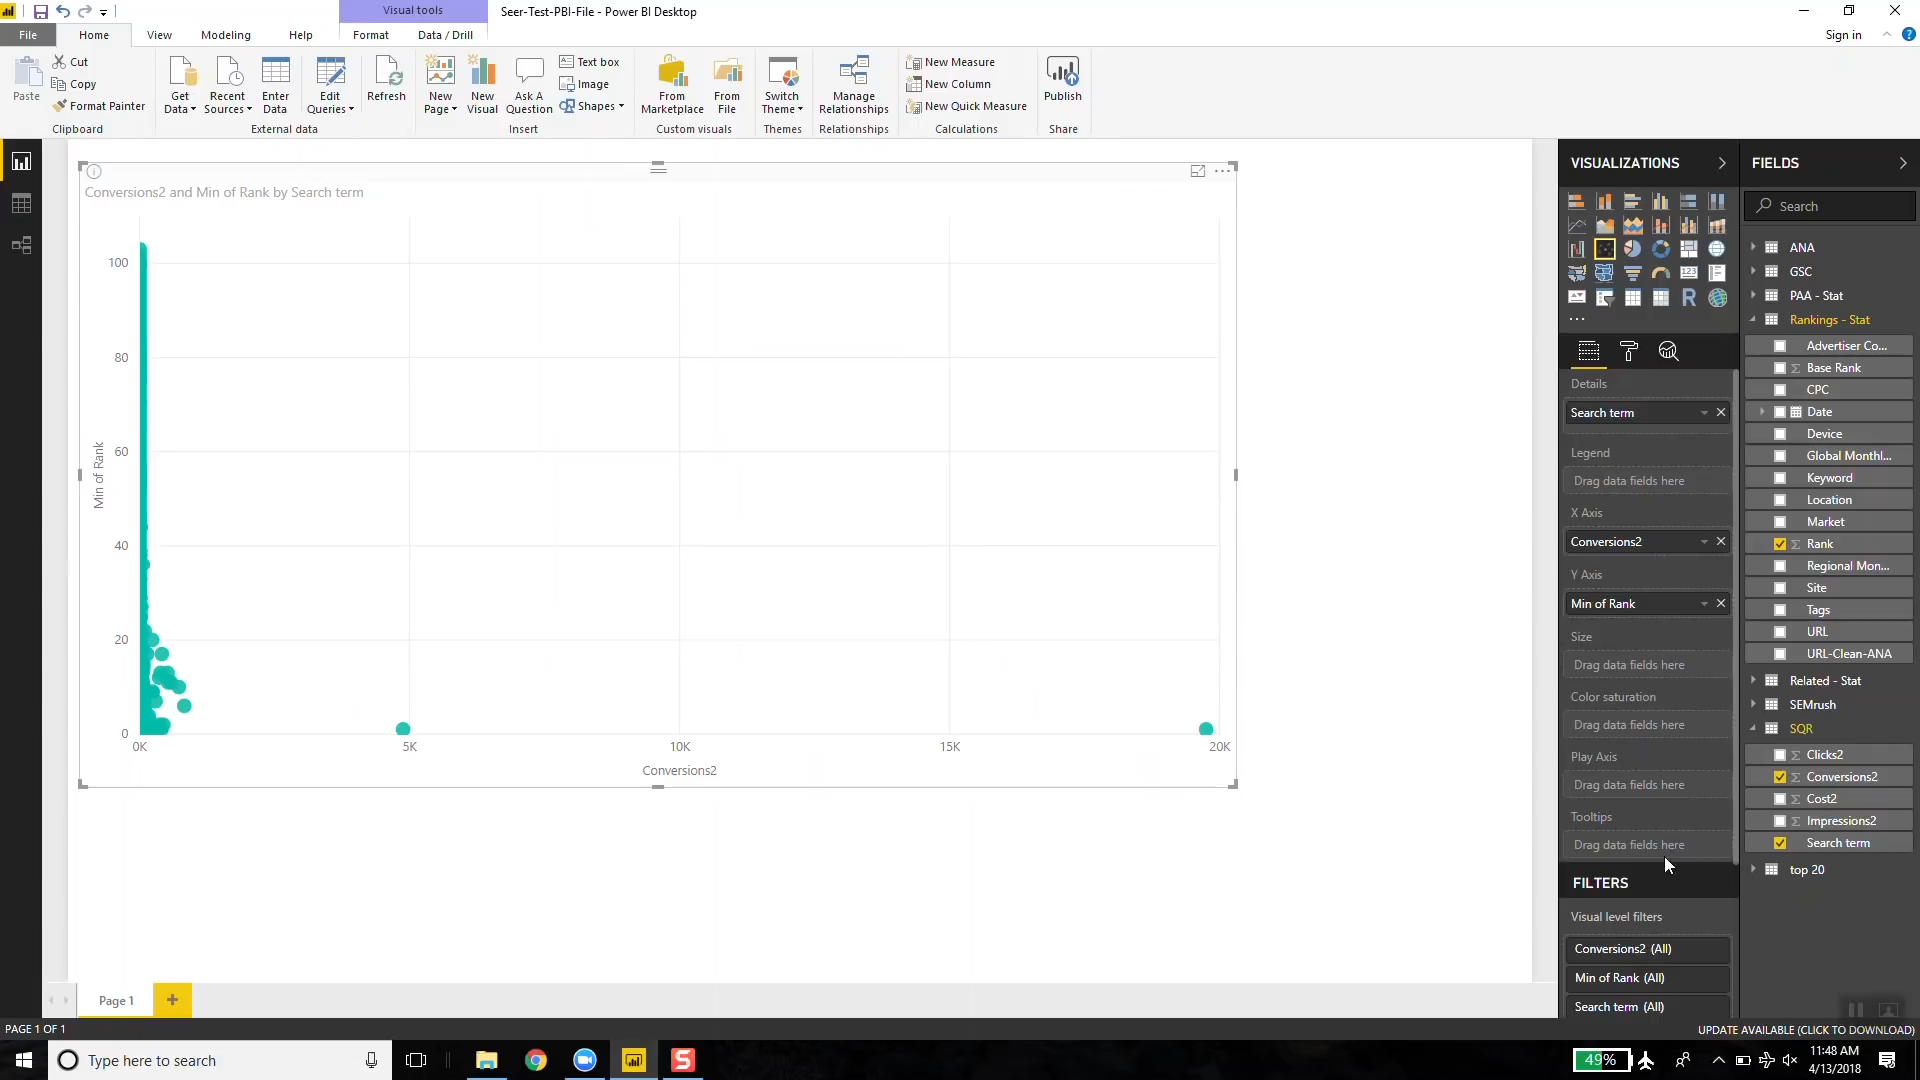 Visual tools
Seer-Test-PBI-File - Power BI Desktop
File
Home
View
Modeling
Help
Format
Data / Drill
Sign in
Paste
Cut
Copy
Format Painter
Clipboard
Get Data
Recent Sources
Enter Data
Edit Queries
Refresh
External data
New Page
New Visual
Ask A Question
Text box
Image
Shapes
Insert
From Marketplace
From File
Custom visuals
Switch Theme
Themes
Manage Relationships
Relationships
New Measure
New Column
New Quick Measure
Calculations
Publish
Share
Conversions2 and Min of Rank by Search term
Min of Rank
100
80
60
40
20
0
0K
5K
10K
15K
20K
Conversions2
VISUALIZATIONS
123
R
Details
Search term
Legend
Drag data fields here
X Axis
Conversions2
Y Axis
Min of Rank
Size
Drag data fields here
Color saturation
Drag data fields here
Play Axis
Drag data fields here
Tooltips
Drag data fields here
FILTERS
Visual level filters
Conversions2 (All)
Min of Rank (All)
Search term (All)
FIELDS
Search
ANA
GSC
PAA - Stat
Rankings - Stat
Advertiser Co...
Σ Base Rank
CPC
Date
Device
Global Monthl...
Keyword
Location
Market
Σ Rank
Regional Mon...
Site
Tags
URL
URL-Clean-ANA
Related - Stat
SEMrush
SQR
Σ Clicks2
Σ Conversions2
Σ Cost2
Σ Impressions2
Search term
top 20
Page 1
PAGE 1 OF 1
UPDATE AVAILABLE (CLICK TO DOWNLOAD)
Type here to search
S
49%
11:48 AM
4/13/2018